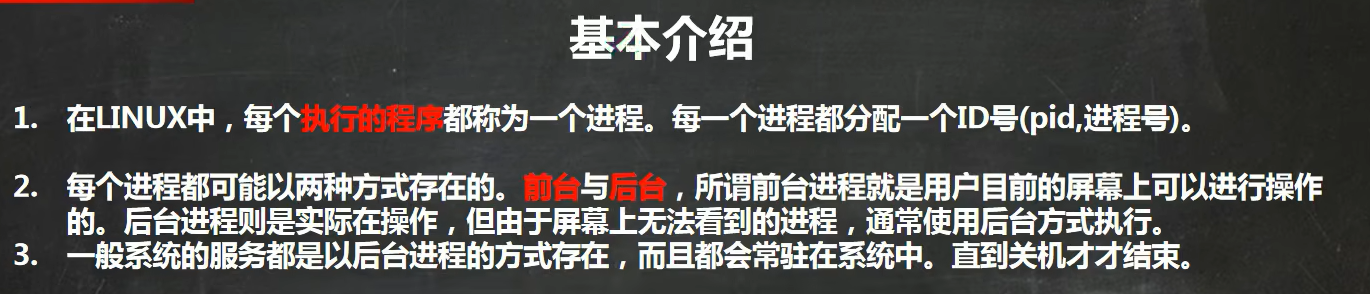 基本介绍
1. 在LINUX中，每个执行的程序都称为一个进程。每一个进程都分配一个ID号(pid,进程号)。
2. 每个进程都可能以两种方式存在的。前台与后台，所谓前台进程就是用户目前的屏幕上可以进行操作
的。后台进程则是实际在操作，但由于屏幕上无法看到的进程，通常使用后台方式执行。
3. 一般系统的服务都是以后台进程的方式存在，而且都会常驻在系统中。直到关机才才结束。